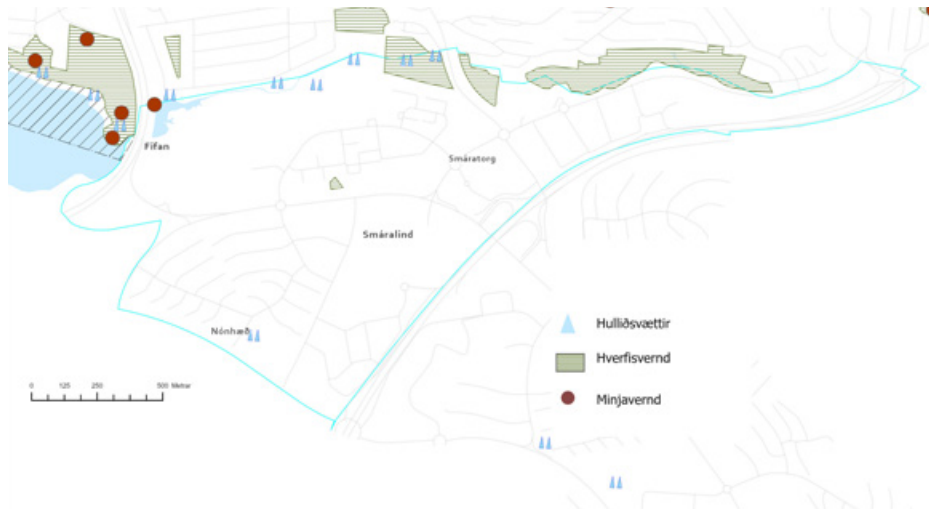 Fífan
Smáratorg
Smáralind
Nónhæð
Hulliðsvættir
Hverfisvernd
Minjavernd
0 125 250 500 Metrar